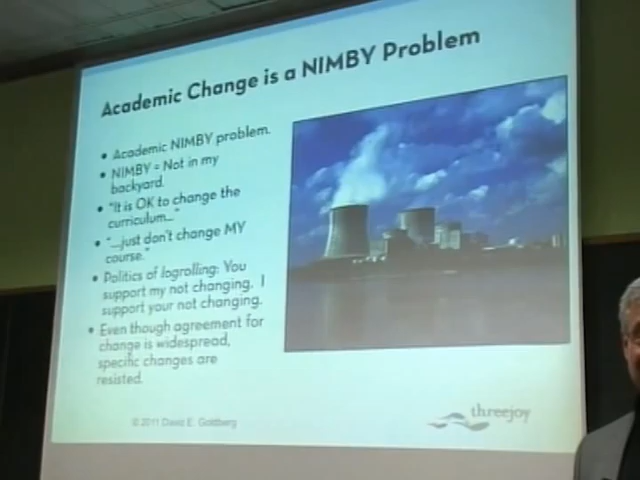 Academic Change is a NIMBY Problem
• Academic NIMBY problem.
• NIMBY = Not in my
backyard.
• "It is OK to change the
curriculum..."
• "...just don't change MY
course."
• Politics of logrolling: You
support my not changing. I
support your not changing.
• Even though agreement for
change is widespread,
specific changes are
resisted.
© 2011 David E. Goldberg
threejoy